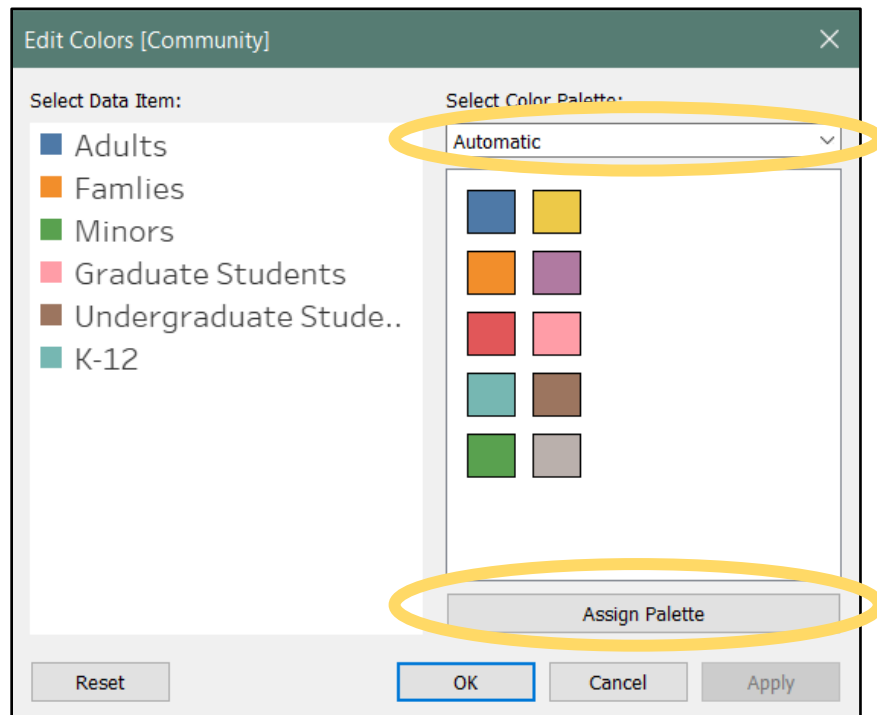 Edit Colors [Community]
Select Data Item:
Adults
Famlies
Minors
Graduate Students
Undergraduate Stude..
K-12
Select Color Palette:
Automatic
Assign Palette
Reset
OK
Cancel
Apply